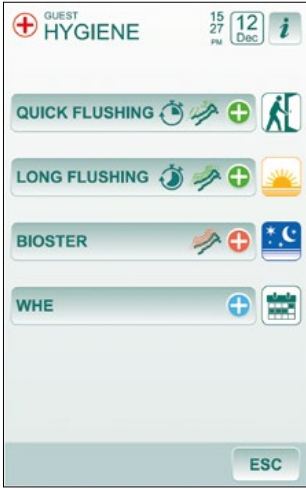 GUEST
HYGIENE
15
27
PM
12
Dec
i
QUICK FLUSHING
LONG FLUSHING
BIOSTER
WHE
ESC